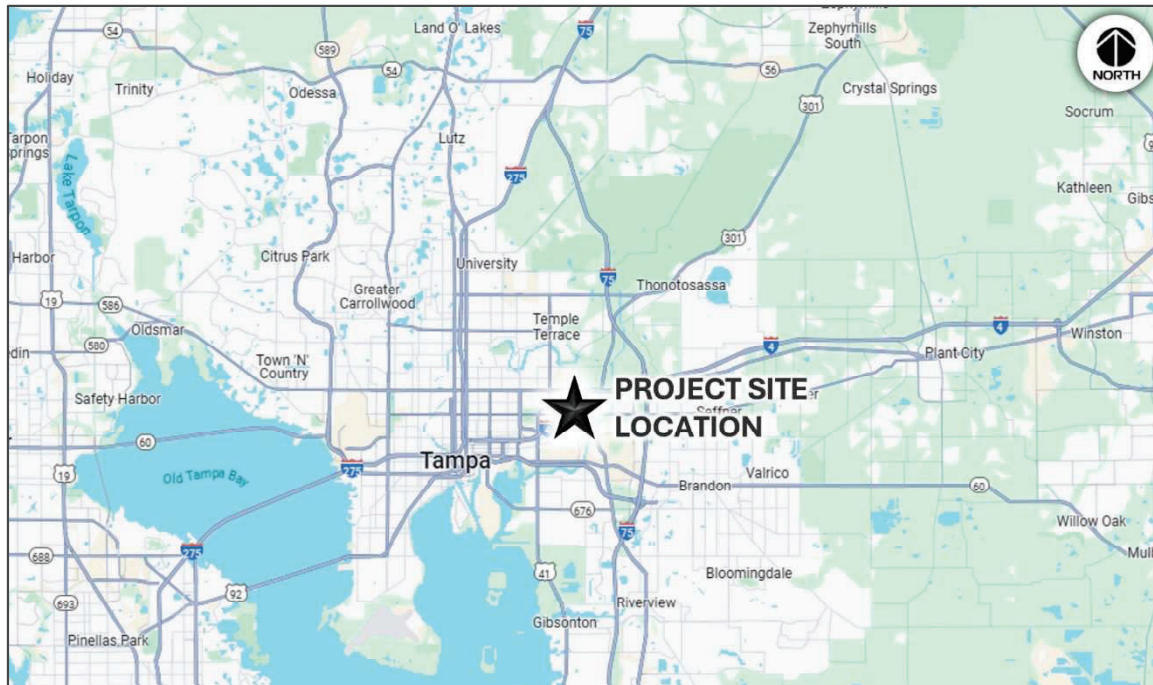 Zephyrhills
Land O' Lakes
75
54
589
Zephyrhills
South
Holiday
Trinity
Odessa
54
56
NORTH
Crystal Springs
301
Socrum
Tarpon
Springs
Lutz
Lake Tarpon
275
Kathleen
301
Harbor
Citrus Park
University
75
Thonotosassa
19
586
Greater
Carrollwood
Oldsmar
Temple
Terrace
4
4
Winston
580
Town 'N'
Country
Plant City
Safety Harbor
PROJECT SITE
LOCATION
Seffner
60
Tampa
275
19
Old Tampa Bay
Valrico
Brandon
60
676
Willow Oak
75
688
275
41
Bloomingdale
92
693
Riverview
Gibsonton
Pinellas Park